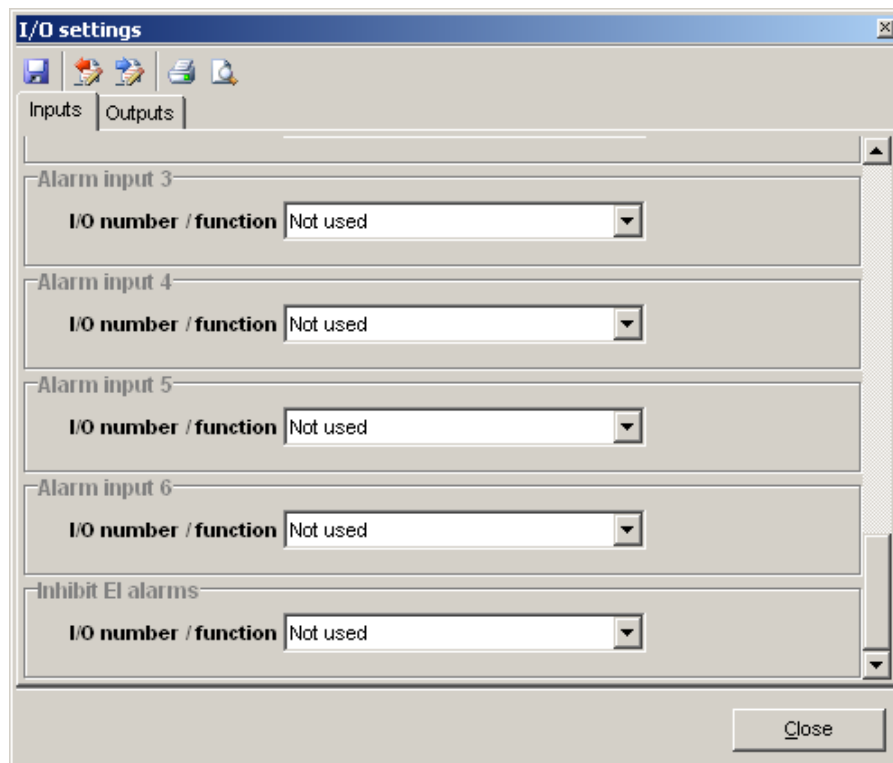 I/O settings
Inputs
Outputs
Alarm input 3
I/O number / function Not used
Alarm input 4
I/O number / function Not used
Alarm input 5
I/O number / function Not used
Alarm input 6
I/O number / function Not used
Inhibit EI alarms
I/O number / function Not used
Close